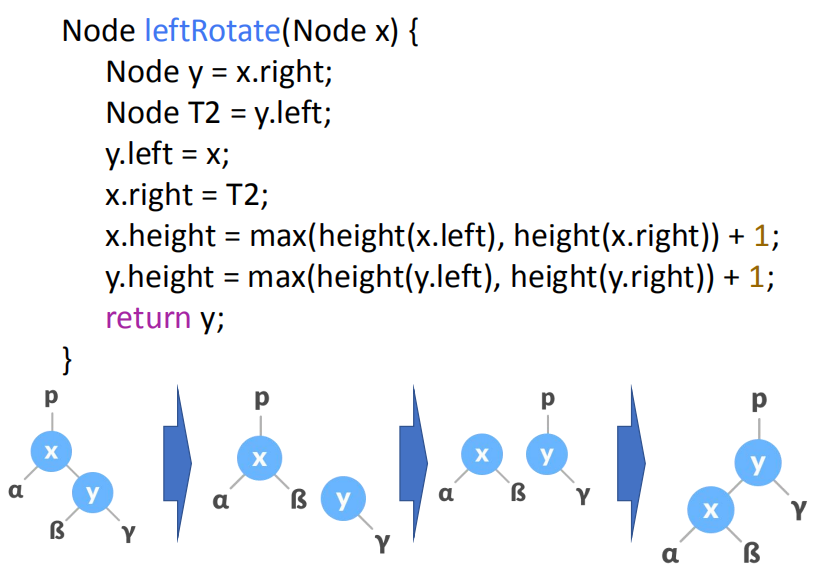 Node leftRotate(Node x) {
Node y = x.right;
Node T2 = y.left;
y.left = x;
x.right = T2;
x.height = max(height(x.left), height(x.right)) + 1;
y.height = max(height(y.left), height(y.right)) + 1;
return y;
}
p
x
α
y
ß
γ
p
x
α
ß
y
γ
p
x
y
α
ß
γ
p
y
x
γ
α
ß